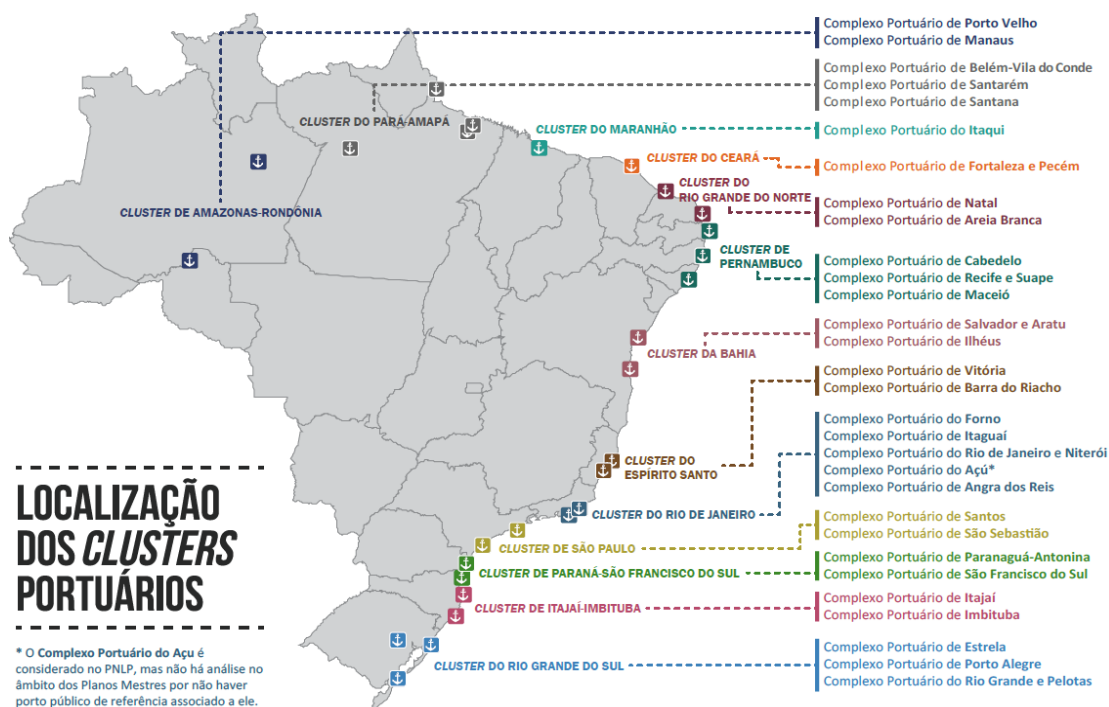 Complexo Portuário de Porto Velho
Complexo Portuário de Manaus
Complexo Portuário de Belém-Vila do Conde
Complexo Portuário de Santarém
Complexo Portuário de Santana
CLUSTER DO PARÁ-AMAPÁ
CLUSTER DO MARANHÃO
Complexo Portuário do Itaqui
CLUSTER DO CEARÁ
Complexo Portuário de Fortaleza e Pecém
CLUSTER DO
RIO GRANDE DO NORTE
Complexo Portuário de Natal
Complexo Portuário de Areia Branca
CLUSTER DE AMAZONAS-RONDÔNIA
CLUSTER DE
PERNAMBUCO
Complexo Portuário de Cabedelo
Complexo Portuário de Recife e Suape
Complexo Portuário de Maceió
Complexo Portuário de Salvador e Aratu
Complexo Portuário de Ilhéus
CLUSTER DA BAHIA
Complexo Portuário de Vitória
Complexo Portuário de Barra do Riacho
CLUSTER DO
ESPÍRITO SANTO
Complexo Portuário do Forno
Complexo Portuário de Itaguaí
Complexo Portuário do Rio de Janeiro e Niterói
Complexo Portuário do Açú*
Complexo Portuário de Angra dos Reis
CLUSTER DO RIO DE JANEIRO
Complexo Portuário de Santos
Complexo Portuário de São Sebastião
CLUSTER DE SÃO PAULO
Complexo Portuário de Paranaguá-Antonina
Complexo Portuário de São Francisco do Sul
CLUSTER DE PARANÁ-SÃO FRANCISCO DO SUL
Complexo Portuário de Itajaí
Complexo Portuário de Imbituba
CLUSTER DE ITAJAÍ-IMBITUBA
Complexo Portuário de Estrela
Complexo Portuário de Porto Alegre
Complexo Portuário do Rio Grande e Pelotas
CLUSTER DO RIO GRANDE DO SUL
LOCALIZAÇÃO
DOS CLUSTERS
PORTUÁRIOS
* O Complexo Portuário do Açu é
considerado no PNLP, mas não há análise no
âmbito dos Planos Mestres por não haver
porto público de referência associado a ele.